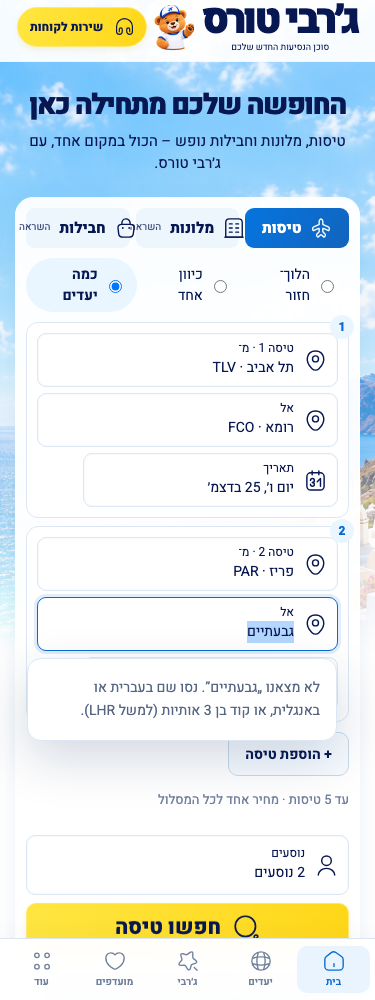 ג׳רבי טורס
סוכן הנסיעות החדש שלכם
שירות לקוחות
החופשה שלכם מתחילה כאן
טיסות, מלונות וחבילות נופש – הכול במקום אחד, עם
ג׳רבי טורס.
טיסות
מלונות
השראה
חבילות
השראה
הלוך־
חזור
כיוון
אחד
כמה
יעדים
1
טיסה 1 · מ־
תל אביב · TLV
אל
רומא · FCO
תאריך
יום ו׳, 25 בדצמ׳
2
טיסה 2 · מ־
פריז · PAR
אל
גבעתיים
לא מצאנו „גבעתיים”. נסו שם בעברית או
באנגלית, או קוד בן 3 אותיות (למשל LHR).
+ הוספת טיסה
עד 5 טיסות · מחיר אחד לכל המסלול
נוסעים
2 נוסעים
חפשו טיסה
בית
יעדים
ג׳רבי
מועדפים
עוד